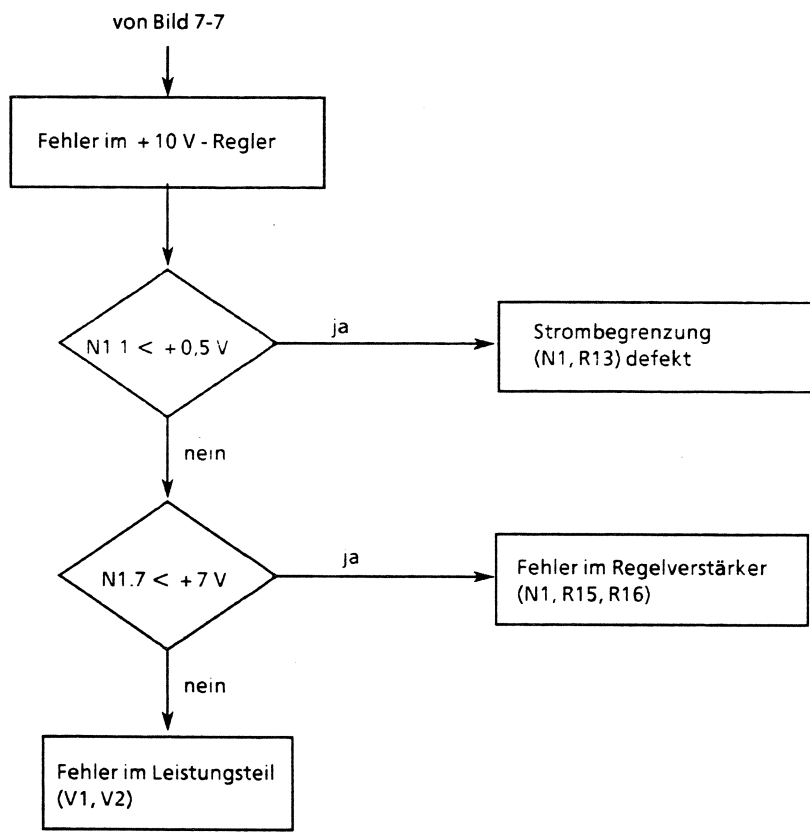 von Bild 7-7
Fehler im +10 V - Regler
N1 1 < +0,5 V
ja
Strombegrenzung
(N1, R13) defekt
nein
N1.7 < +7 V
ja
Fehler im Regelverstärker
(N1, R15, R16)
nein
Fehler im Leistungsteil
(V1, V2)